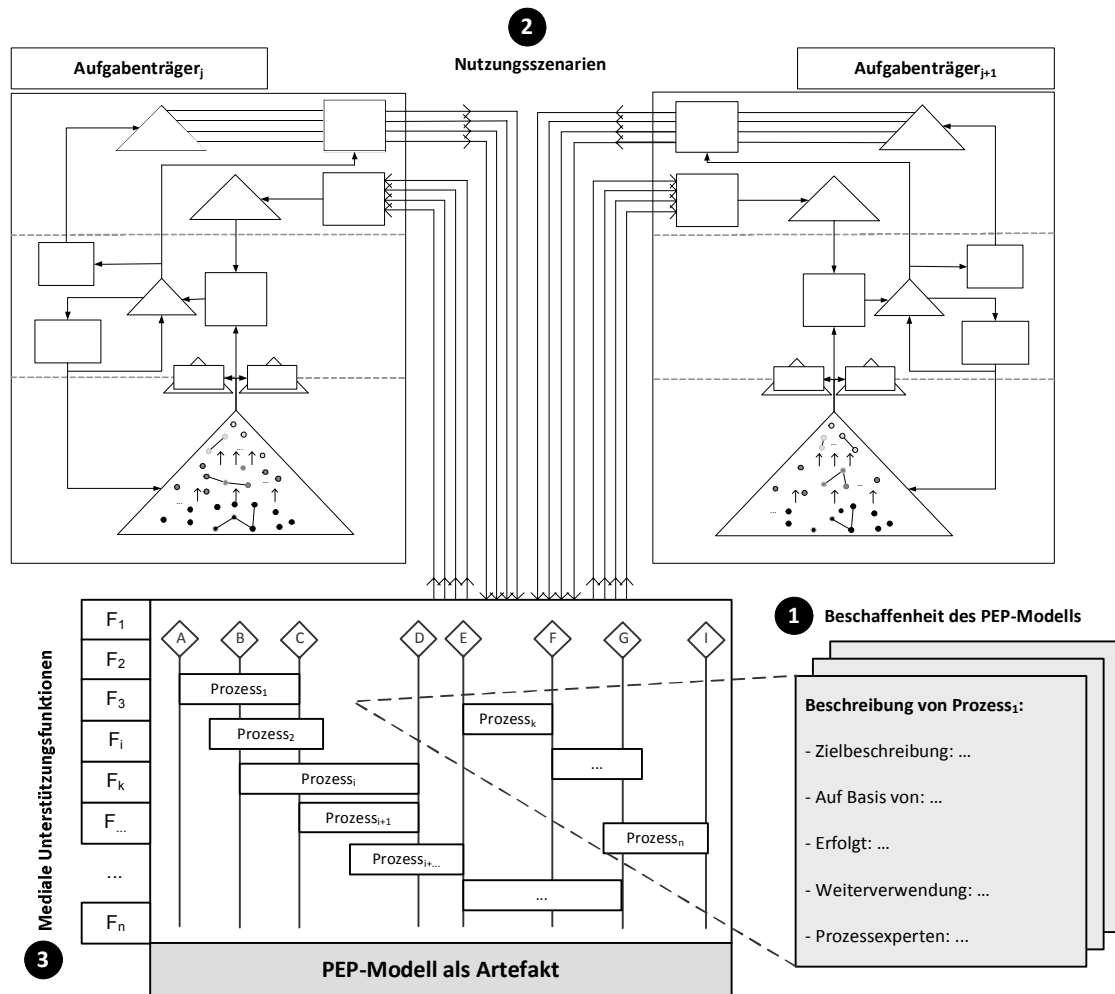 2
Nutzungsszenarien
Aufgabenträgerj
Aufgabenträgerj+1
...
...
...
...
...
...
...
...
1 Beschaffenheit des PEP-Modells
Beschreibung von Prozess1:
- Zielbeschreibung: ...
- Auf Basis von: ...
- Erfolgt: ...
- Weiterverwendung: ...
- Prozessexperten: ...
Mediale Unterstützungsfunktionen
3
F1
F2
F3
Fi
Fk
F...
...
Fn
A B C D E F G I
Prozess1
Prozessk
Prozess2
...
Prozessi
Prozessi+1
Prozessn
Prozessi+...
...
PEP-Modell als Artefakt